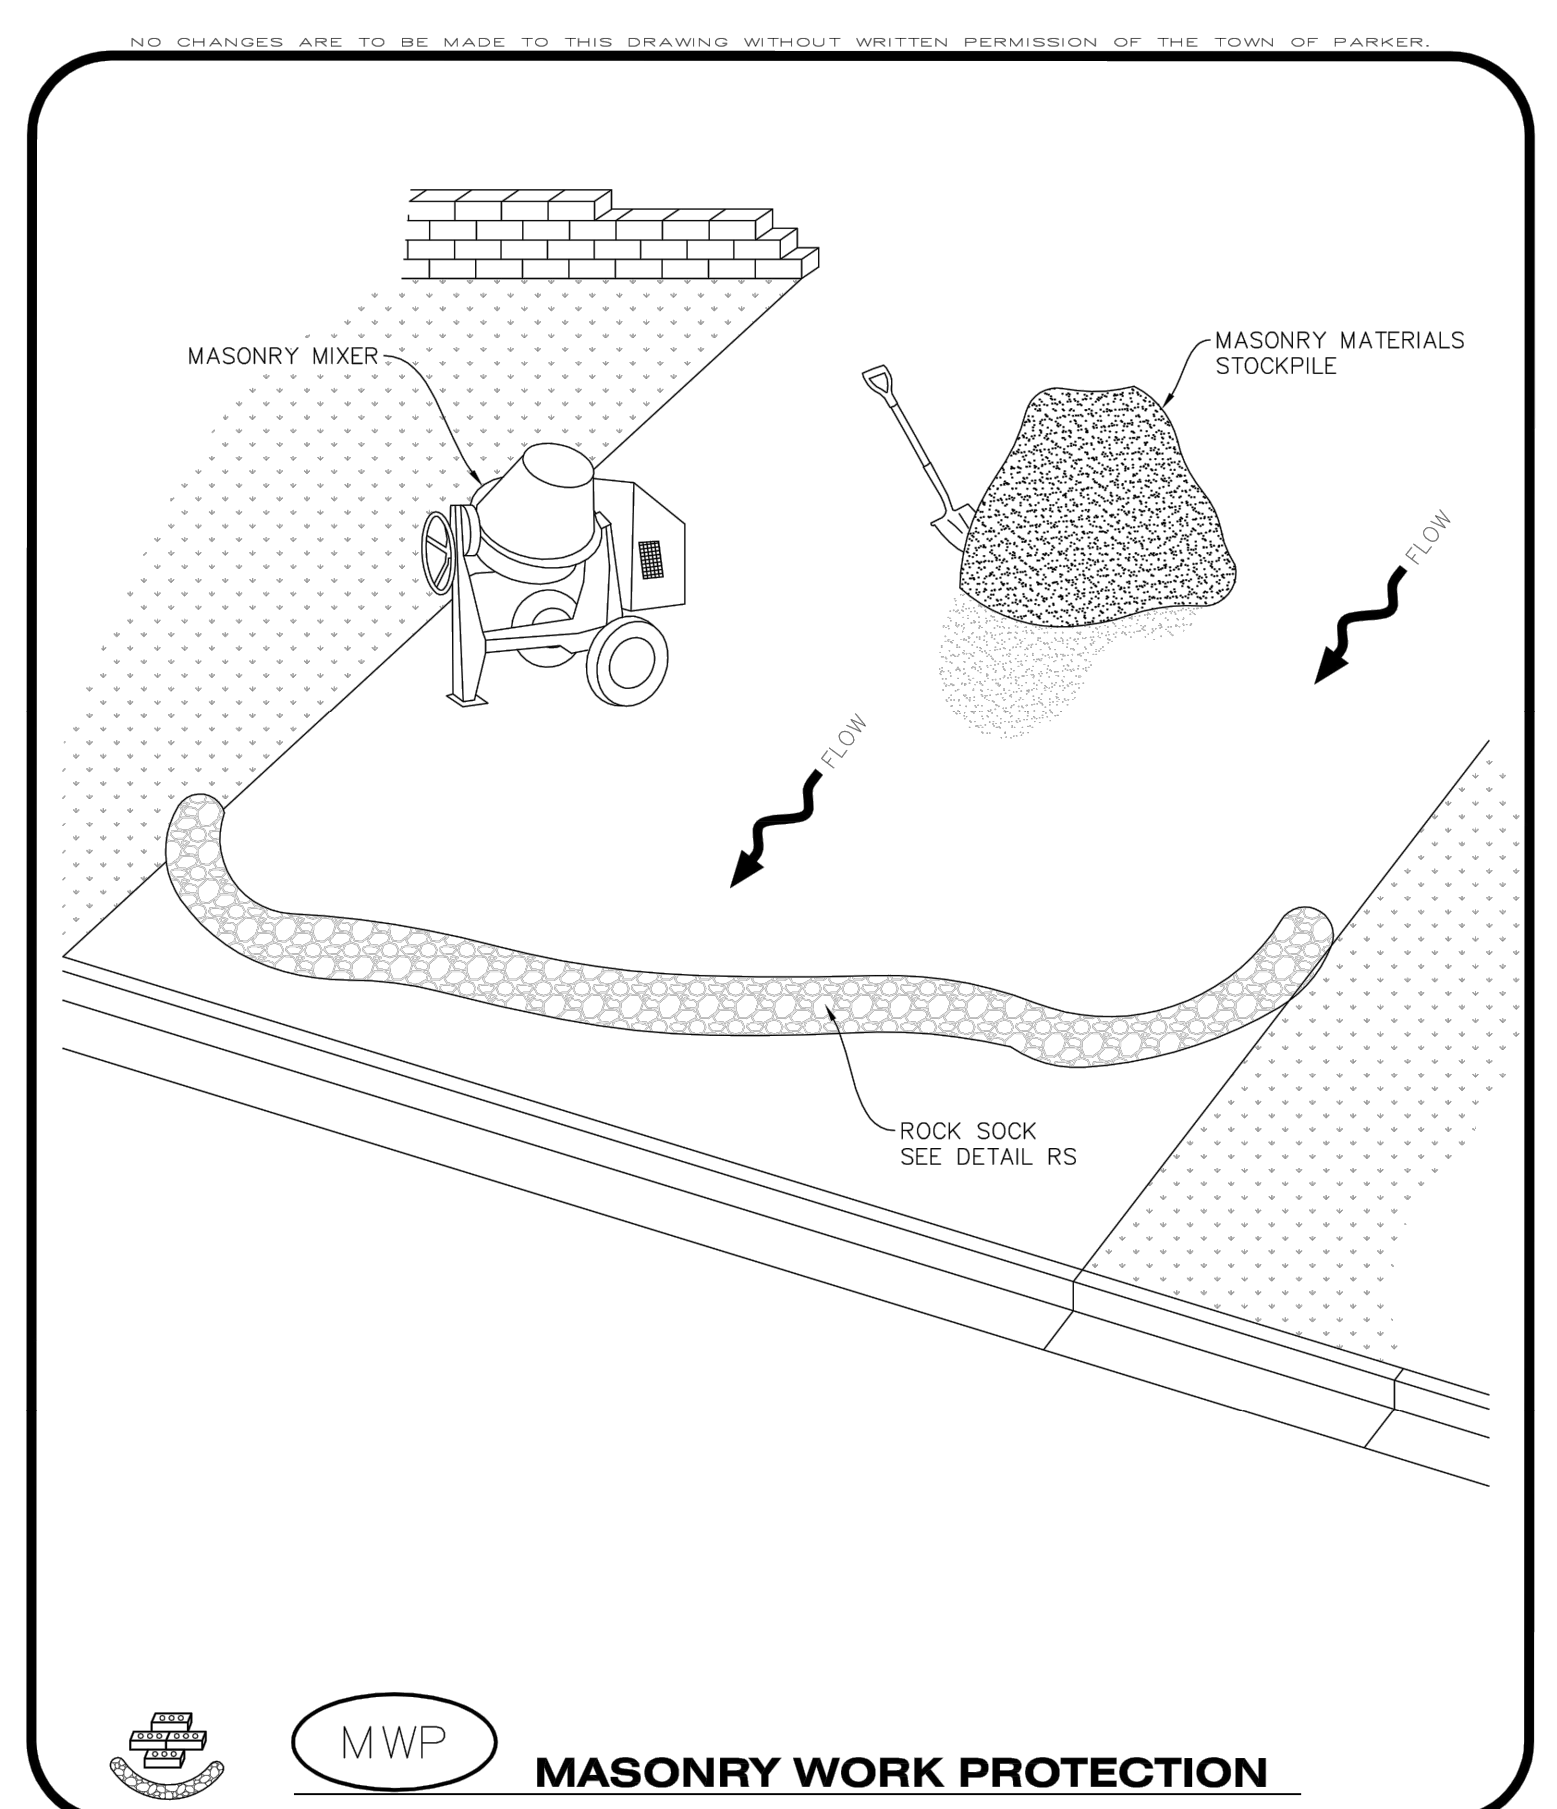 NO CHANGES ARE TO BE MADE TO THIS DRAWING WITHOUT WRITTEN PERMISSION OF THE TOWN OF PARKER.
MASONRY MIXER
MASONRY MATERIALS
STOCKPILE
FLOW
FLOW
ROCK SOCK
SEE DETAIL RS
MWP
MASONRY WORK PROTECTION